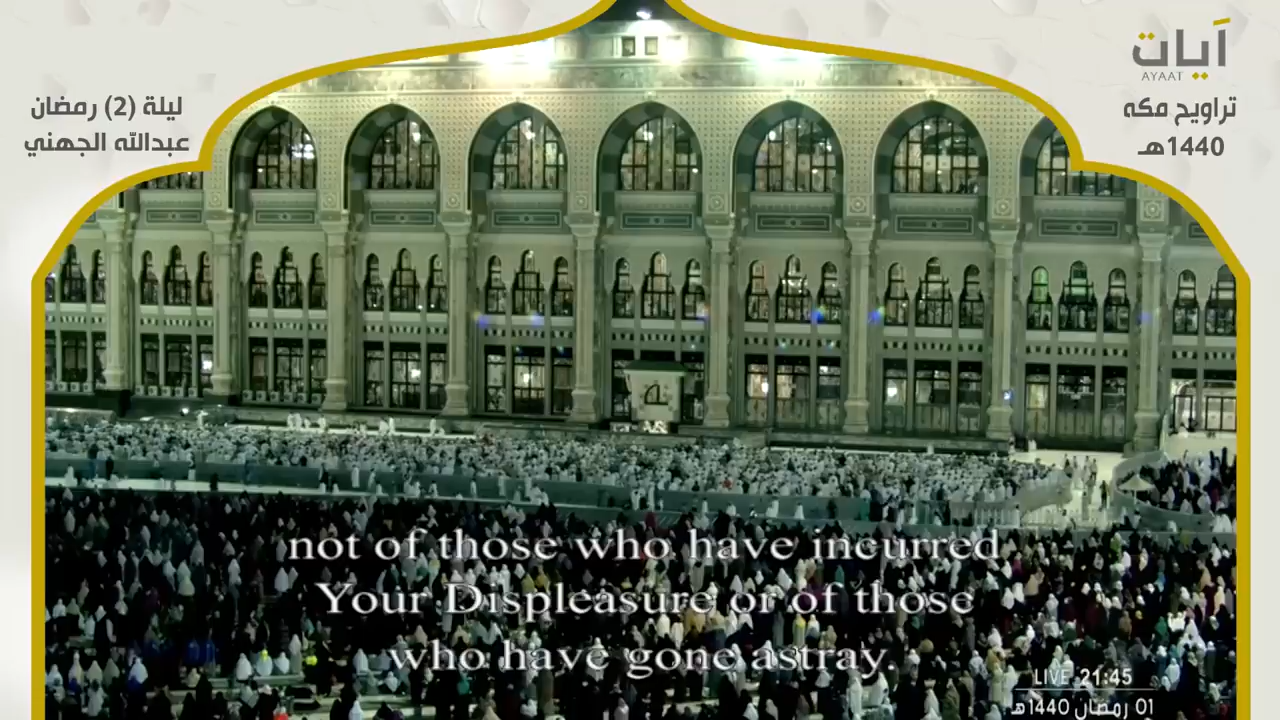 آيات
AYAAT
تراويح مكه
1440هـ
ليلة (2) رمضان
عبدالله الجهني
not of those who have incurred
Your Displeasure or of those
who have gone astray.
LIVE 21:45
01 رمضان 1440هـ